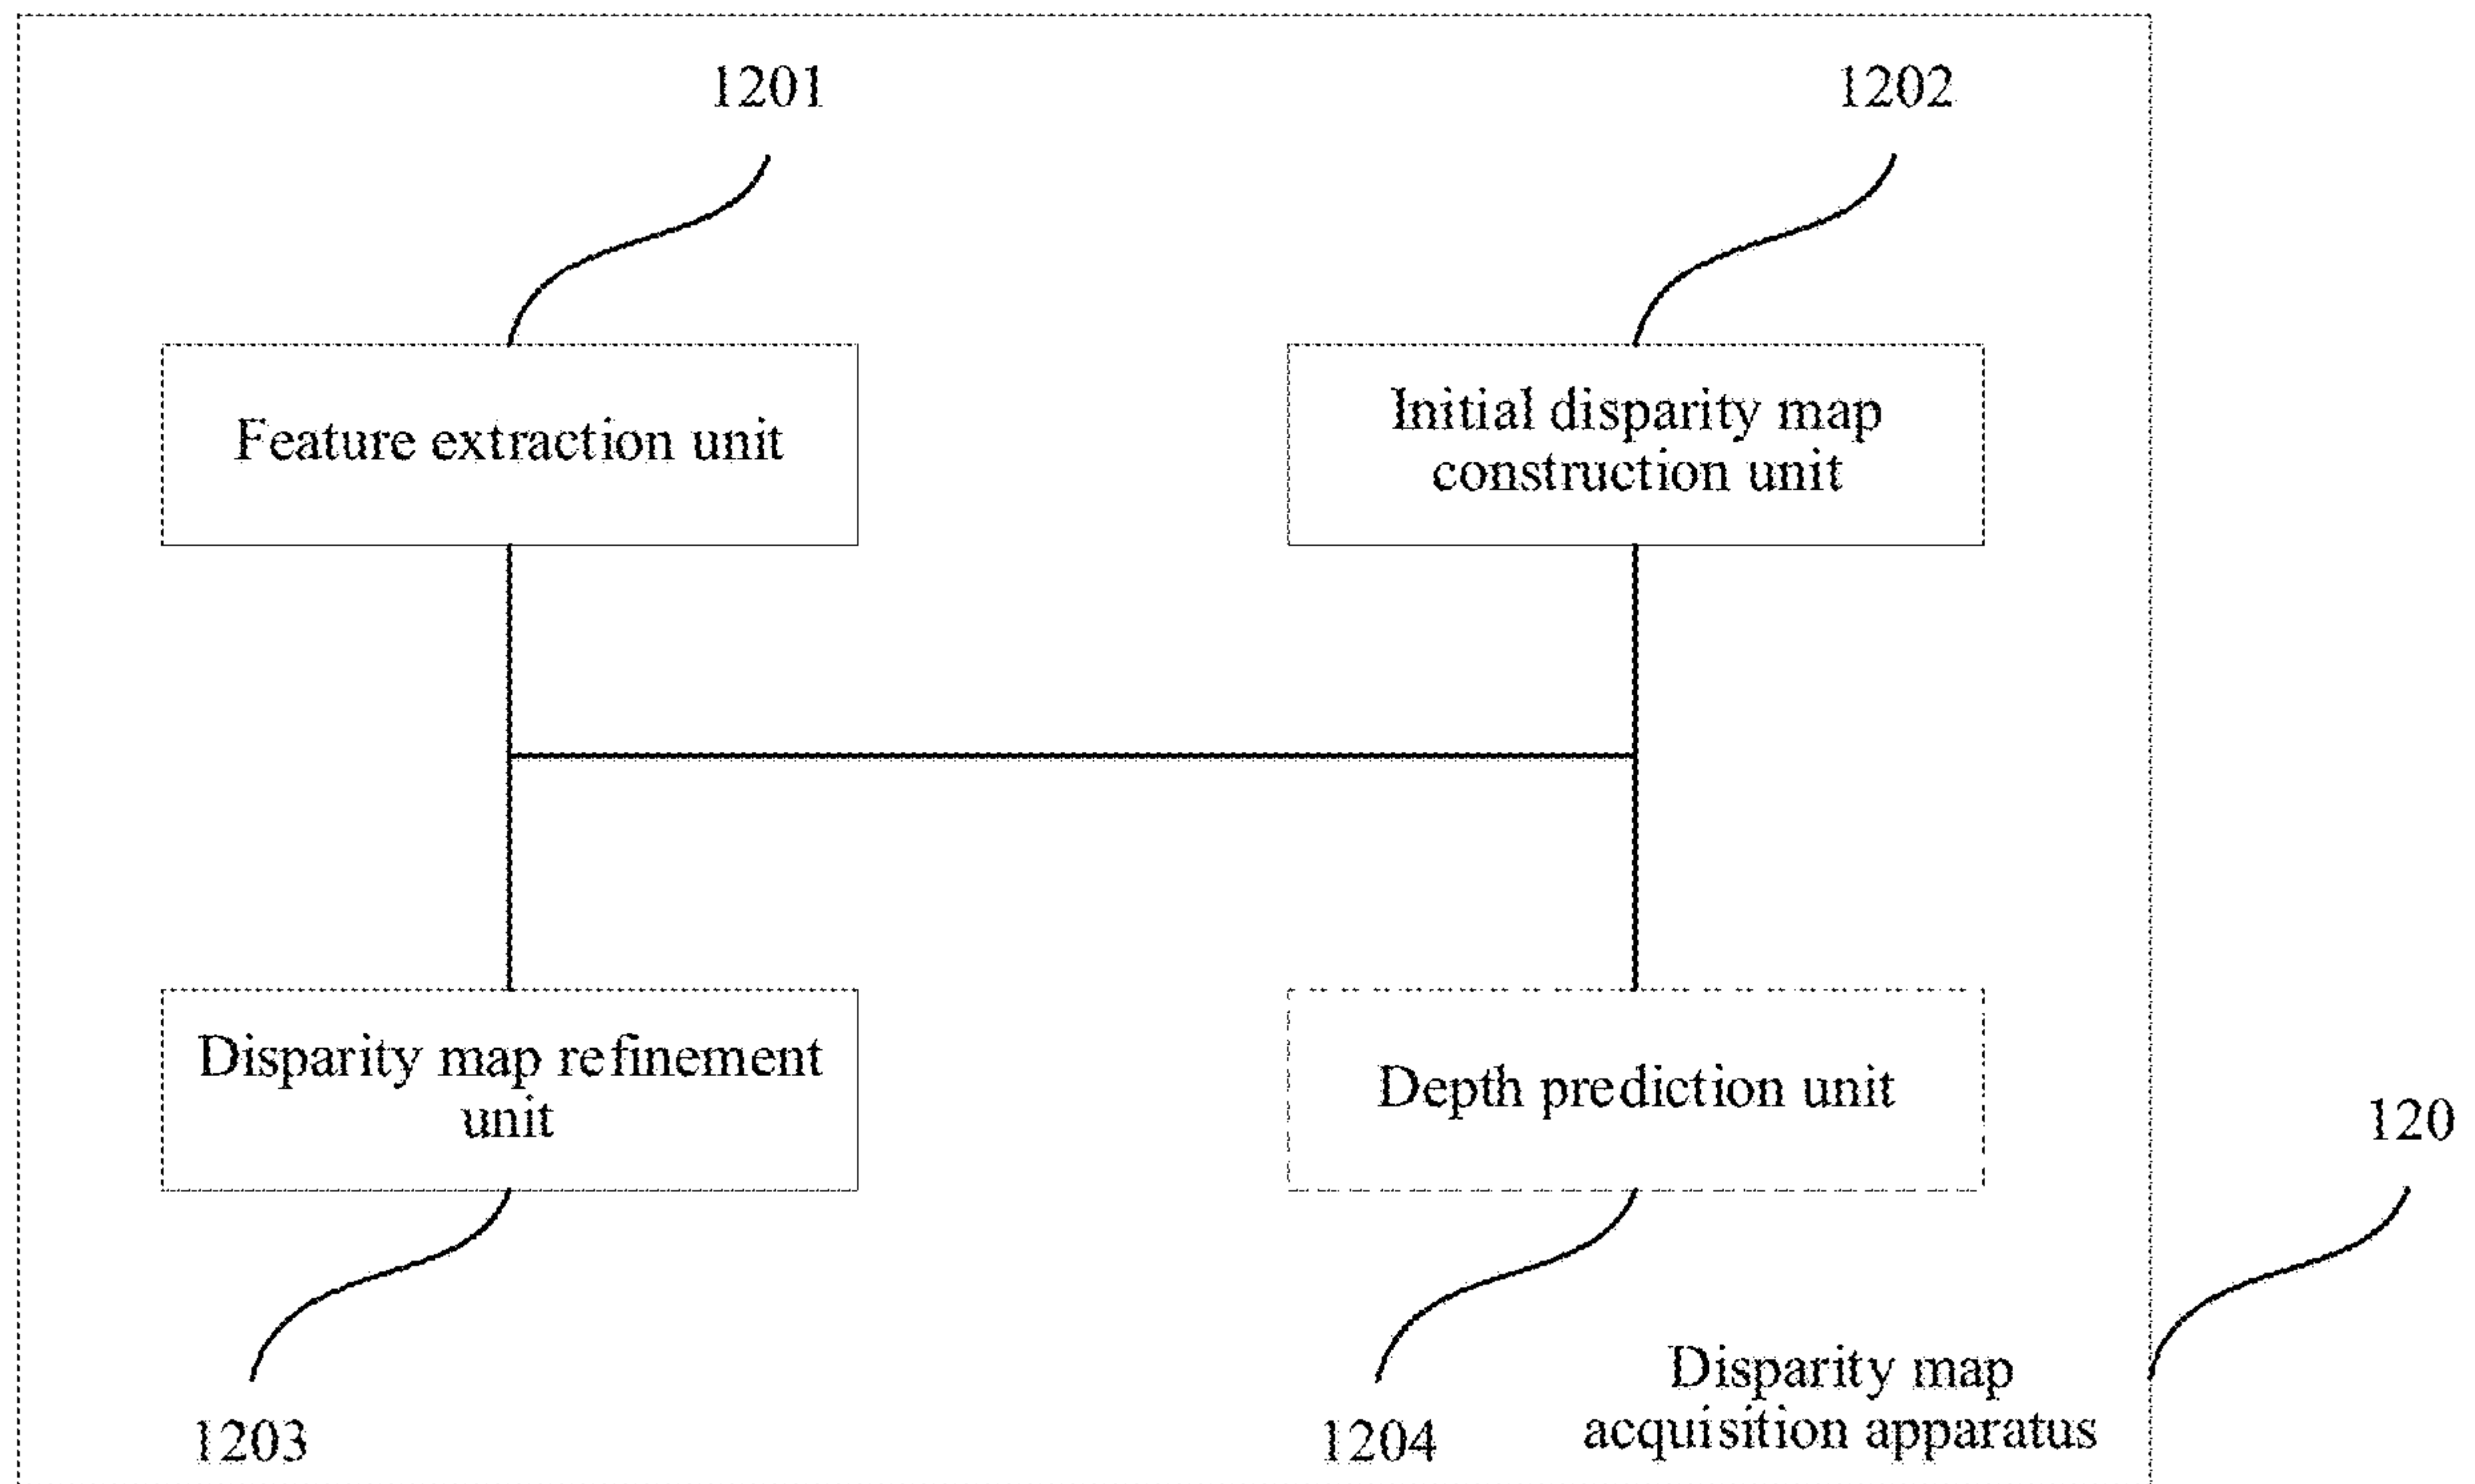 1201
1202
Feature extraction unit
Initial disparity map
construction unit
Disparity map refinement
unit
Depth prediction unit
120
1203
1204
Disparity map
acquisition apparatus